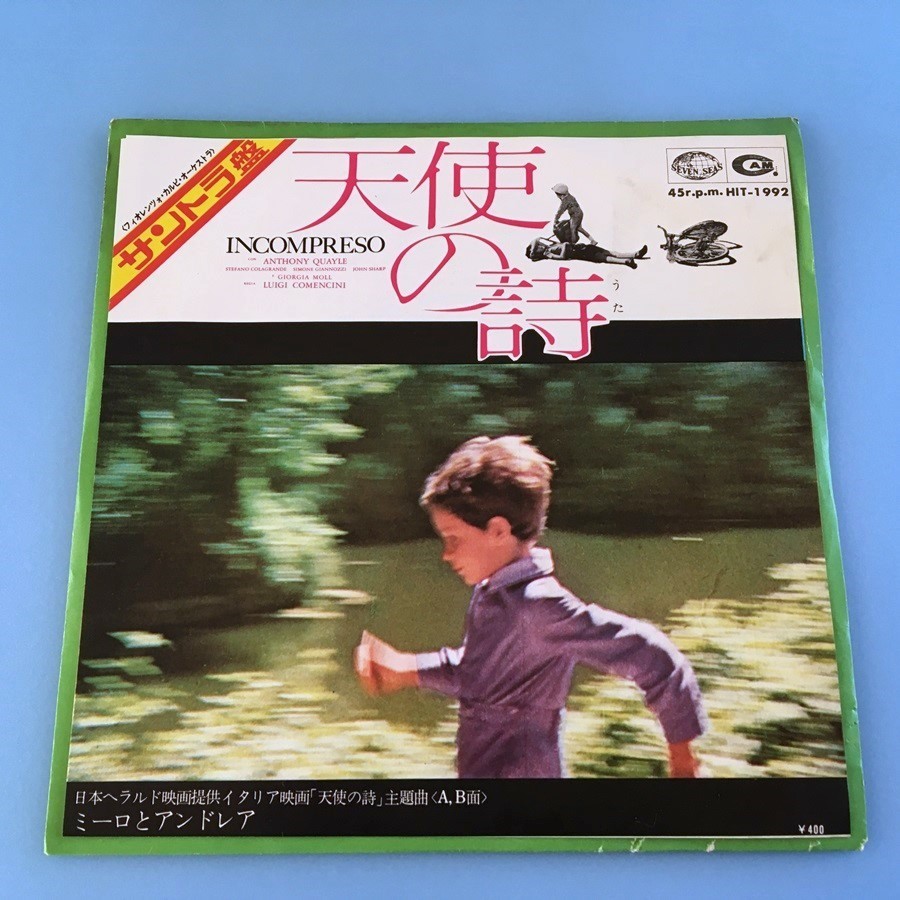 〈フィオレンツォ・カルピ・オーケストラ〉
サントラ盤
天使
の
詩
うた
INCOMPRESO
CON ANTHONY QUAYLE
STEFANO COLAGRANDE SIMONE GIANNOZZI JOHN SHARP
e GIORGIA MOLL
REGIA LUIGI COMENCINI
SEVEN SEAS
CAM!
45r.p.m. HIT-1992
日本ヘラルド映画提供イタリア映画「天使の詩」主題曲〈A,B面〉
ミーロとアンドレア
¥400